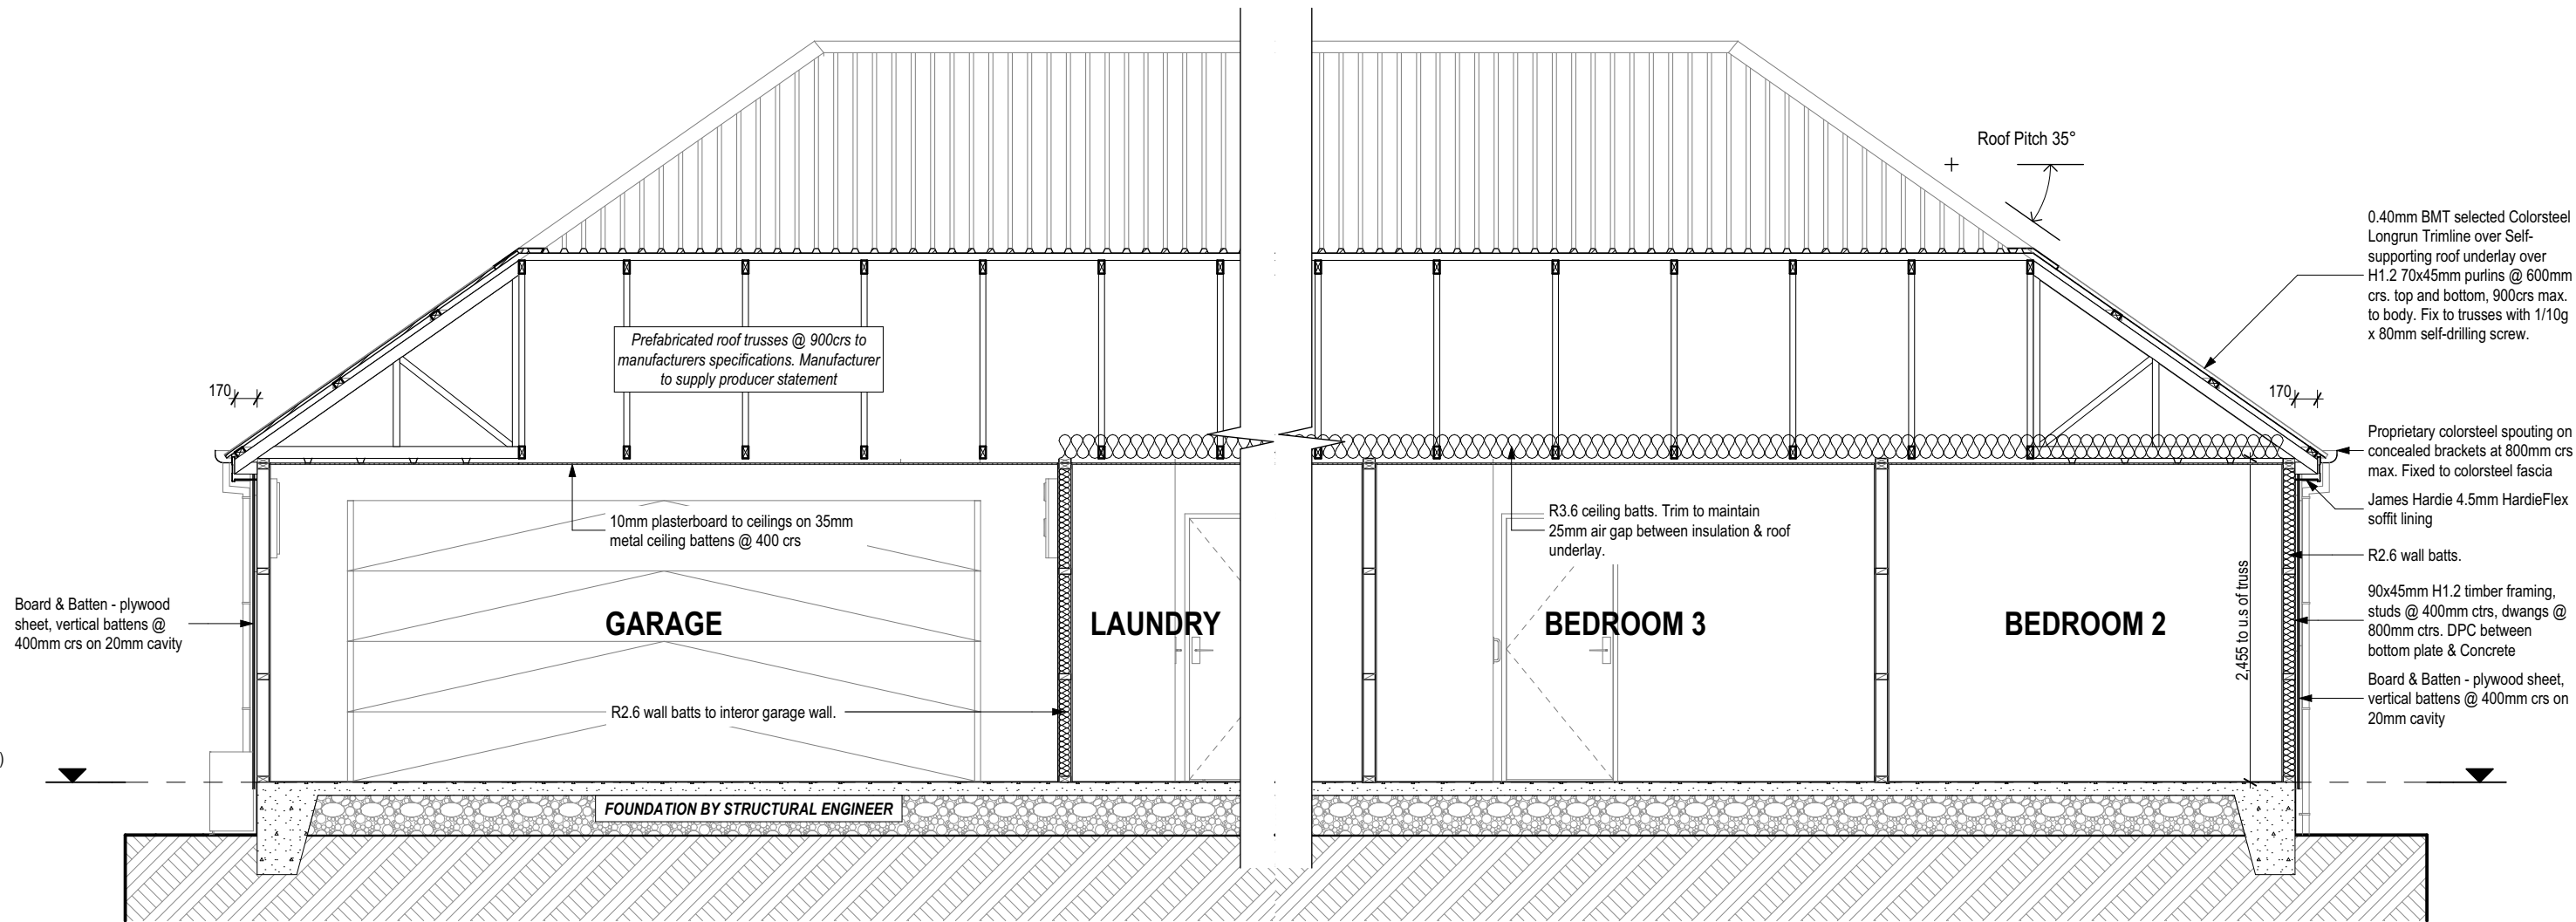 Roof Pitch 35°
0.40mm BMT selected Colorsteel
Longrun Trimline over Self-
supporting roof underlay over
H1.2 70x45mm purlins @ 600mm
crs. top and bottom, 900crs max.
to body. Fix to trusses with 1/10g
x 80mm self-drilling screw.
Prefabricated roof trusses @ 900crs to
manufacturers specifications. Manufacturer
to supply producer statement
170
170
Proprietary colorsteel spouting on
concealed brackets at 800mm crs
max. Fixed to colorsteel fascia
James Hardie 4.5mm HardieFlex
soffit lining
10mm plasterboard to ceilings on 35mm
metal ceiling battens @ 400 crs
R3.6 ceiling batts. Trim to maintain
25mm air gap between insulation & roof
underlay.
R2.6 wall batts.
90x45mm H1.2 timber framing,
studs @ 400mm ctrs, dwangs @
800mm ctrs. DPC between
bottom plate & Concrete
Board & Batten - plywood
sheet, vertical battens @
400mm crs on 20mm cavity
GARAGE
LAUNDRY
BEDROOM 3
BEDROOM 2
2,455 to u.s of truss
Board & Batten - plywood sheet,
vertical battens @ 400mm crs on
20mm cavity
R2.6 wall batts to interor garage wall.
)
FOUNDATION BY STRUCTURAL ENGINEER